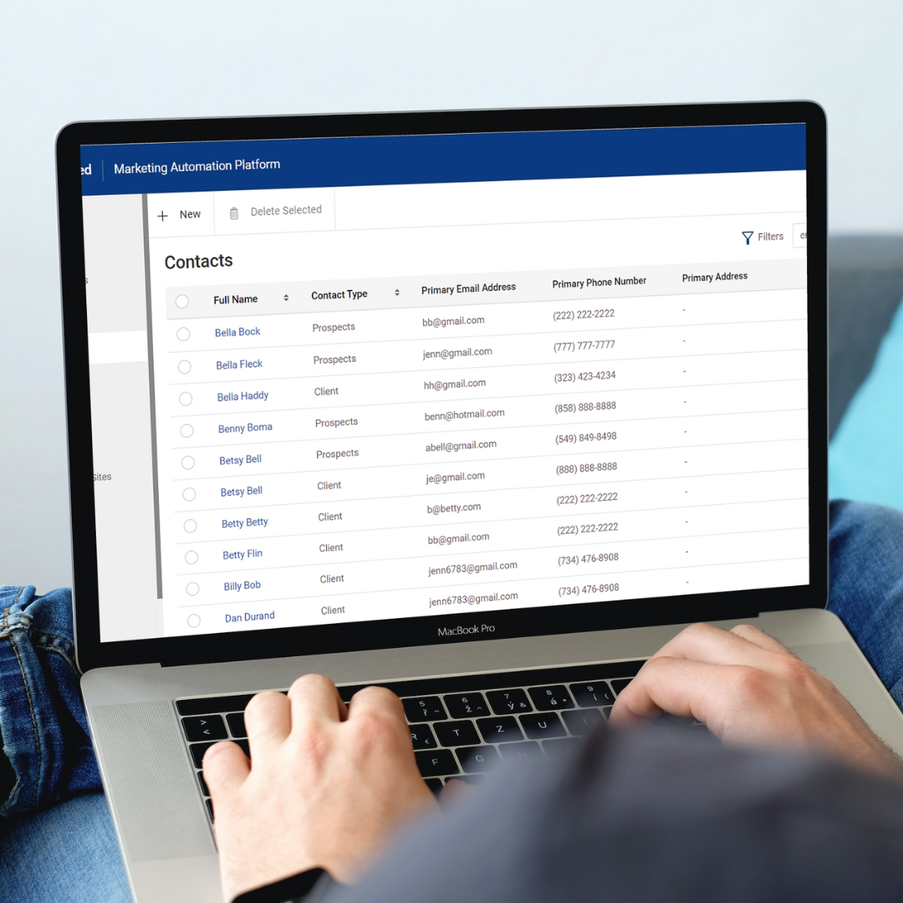 ed | Marketing Automation Platform
+ New Delete Selected
Contacts
Filters
Full Name Contact Type Primary Email Address Primary Phone Number Primary Address
Bella Bock Prospects bb@gmail.com (222) 222-2222 -
Bella Fleck Prospects jenn@gmail.com (777) 777-7777 -
Bella Haddy Client hh@gmail.com (323) 423-4234 -
Benny Boma Prospects benn@hotmail.com (858) 888-8888 -
Betsy Bell Prospects abell@gmail.com (549) 849-8498 -
Betsy Bell Client je@gmail.com (888) 888-8888 -
Betty Betty Client b@betty.com (222) 222-2222 -
Betty Flin Client bb@gmail.com (222) 222-2222 -
Billy Bob Client jenn6783@gmail.com (734) 476-8908 -
Dan Durand Client jenn6783@gmail.com (734) 476-8908 -
s
Sites
MacBook Pro
5 ř 6 ž 7 ý & 8 á 9 í
> <
R T Z U I
F G